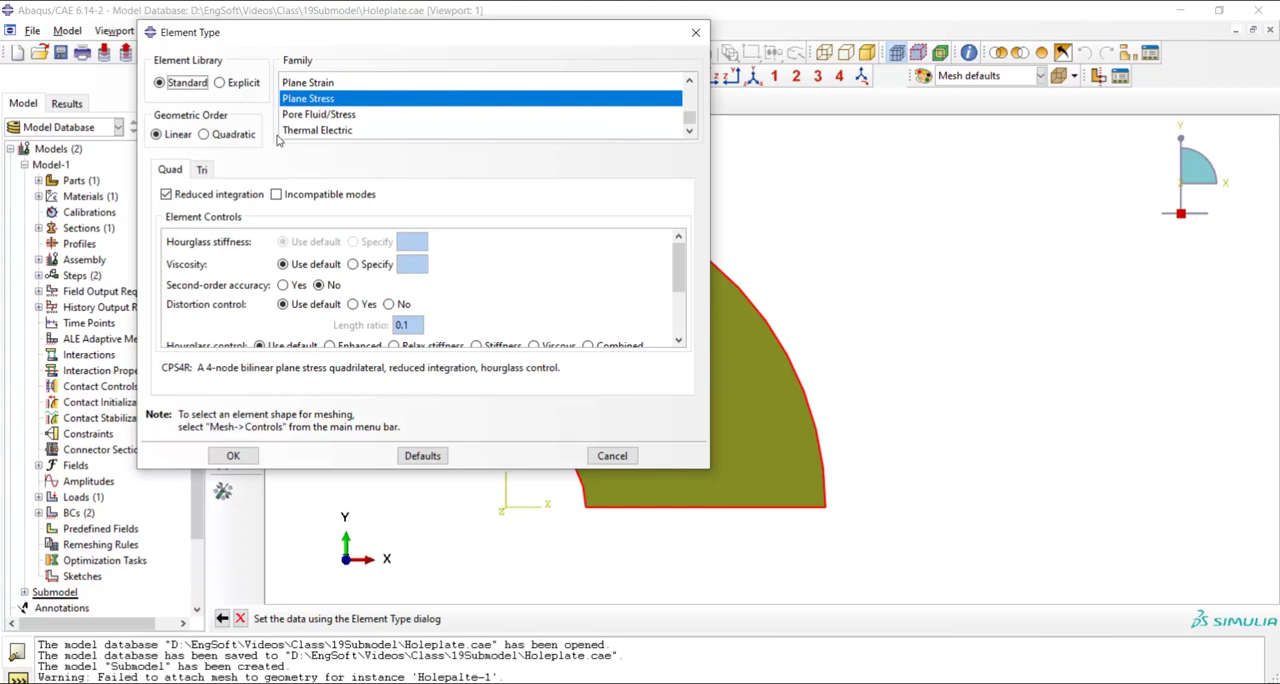 Abaqus/CAE 6.14-2 - Model Database: D:\EngSoft\Videos\Class\19Submodel\Holeplate.cae [Viewport: 1]
File Model Viewport
Element Type
Element Library
Standard Explicit
Geometric Order
Linear Quadratic
Family
Plane Strain
Plane Stress
Pore Fluid/Stress
Thermal Electric
Quad Tri
Reduced integration Incompatible modes
Element Controls
Hourglass stiffness: Use default Specify
Viscosity: Use default Specify
Second-order accuracy: Yes No
Distortion control: Use default Yes No
Length ratio: 0.1
Hourglass control: Use default Enhanced Relax stiffness Stiffness Viscous Combined
CPS4R: A 4-node bilinear plane stress quadrilateral, reduced integration, hourglass control.
Note: To select an element shape for meshing,
select "Mesh->Controls" from the main menu bar.
OK Defaults Cancel
1 2 3 4
Mesh defaults
Model Results
Model Database
Models (2)
Model-1
Parts (1)
Materials (1)
Calibrations
Sections (1)
Profiles
Assembly
Steps (2)
Field Output Req
History Output R
Time Points
ALE Adaptive Me
Interactions
Interaction Prope
Contact Controls
Contact Initializa
Contact Stabiliza
Constraints
Connector Secti
Fields
Amplitudes
Loads (1)
BCs (2)
Predefined Fields
Remeshing Rules
Optimization Tasks
Sketches
Submodel
Annotations
Y
X
Z
X
Z
Y
X
Set the data using the Element Type dialog
SIMULIA
The model database "D:\EngSoft\Videos\Class\19Submodel\Holeplate.cae" has been opened.
The model database has been saved to "D:\EngSoft\Videos\Class\19Submodel\Holeplate.cae".
The model "Submodel" has been created.
Warning: Failed to attach mesh to geometry for instance 'Holepalte-1'.